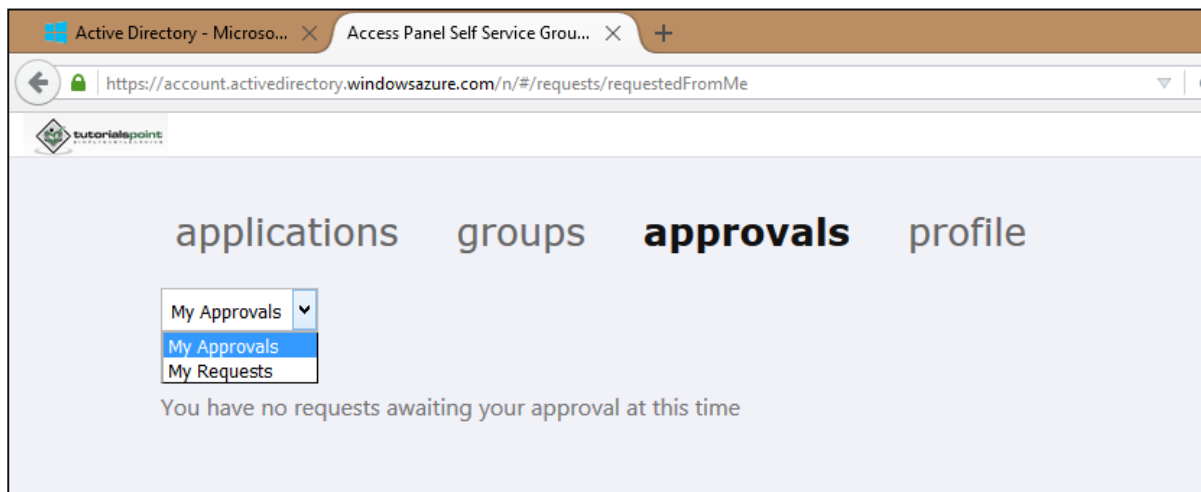 Active Directory - Microso...
Access Panel Self Service Grou...
https://account.activedirectory.windowsazure.com/n/#/requests/requestedFromMe
tutorialspoint
SIMPLYEASYLEARNING
applications groups approvals profile
My Approvals
My Approvals
My Requests
You have no requests awaiting your approval at this time